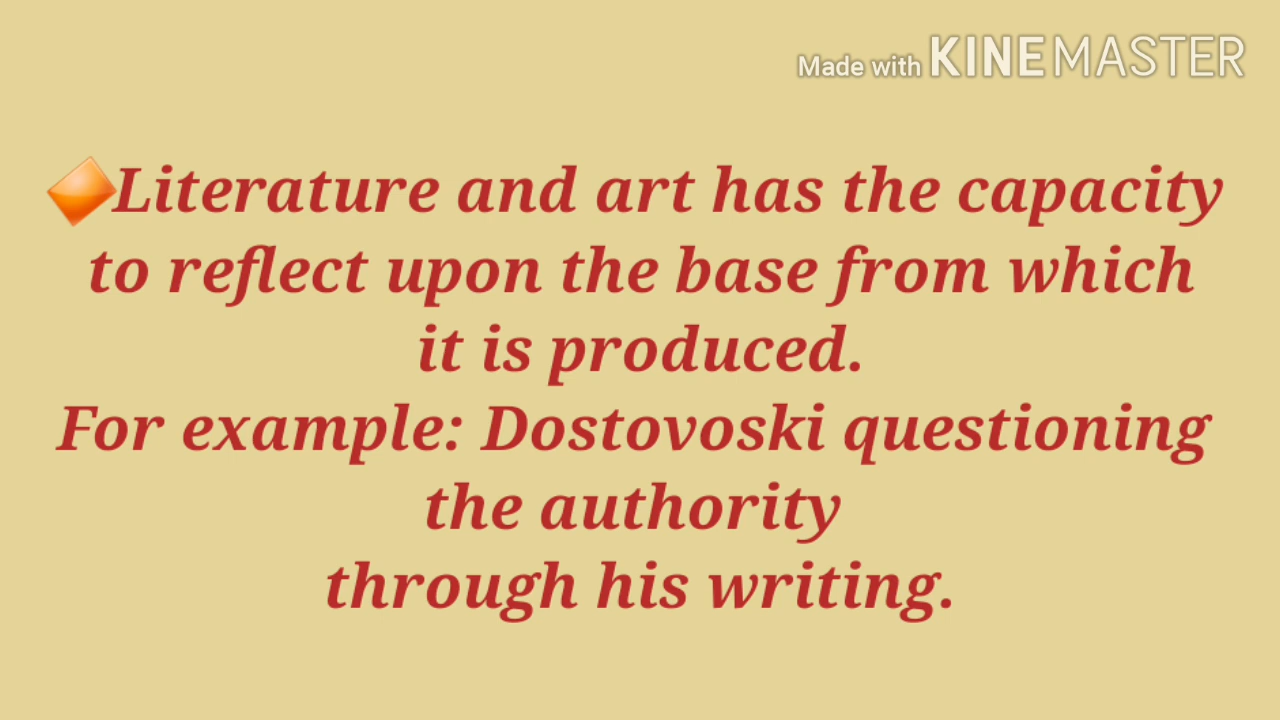 Made with KINEMASTER
🔶Literature and art has the capacity
to reflect upon the base from which
it is produced.
For example: Dostovoski questioning
the authority
through his writing.